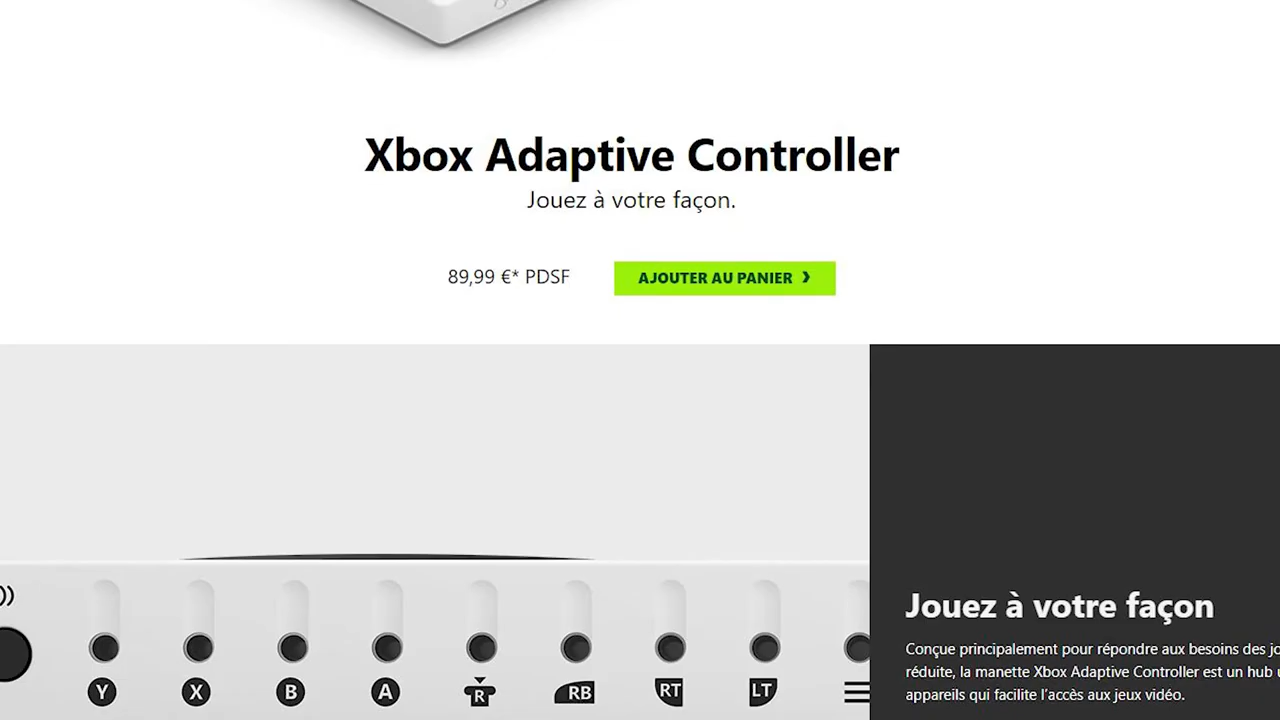 Xbox Adaptive Controller
Jouez à votre façon.
89,99 €* PDSF
AJOUTER AU PANIER
Y X B A R RB RT LT
Jouez à votre façon
Conçue principalement pour répondre aux besoins des
réduite, la manette Xbox Adaptive Controller est un hub
appareils qui facilite l'accès aux jeux vidéo.